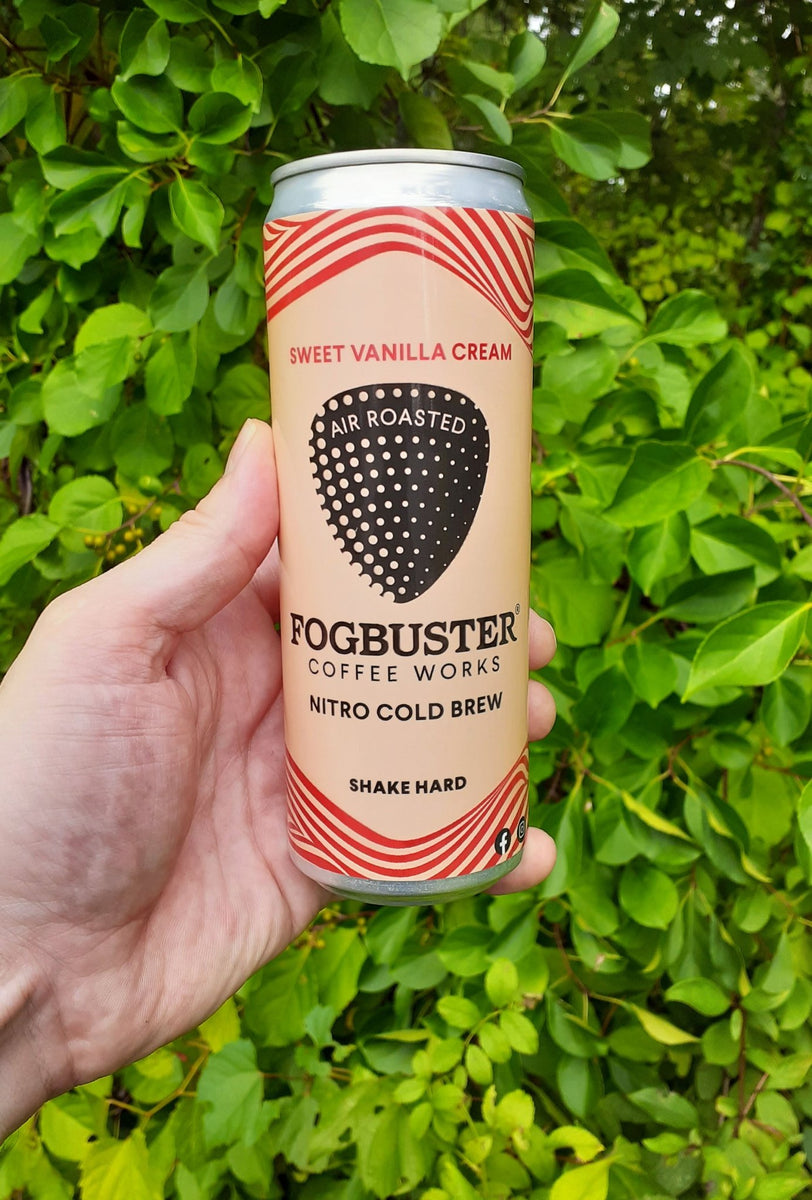 SWEET VANILLA CREAM
AIR ROASTED
FOGBUSTER®
COFFEE WORKS
NITRO COLD BREW
SHAKE HARD